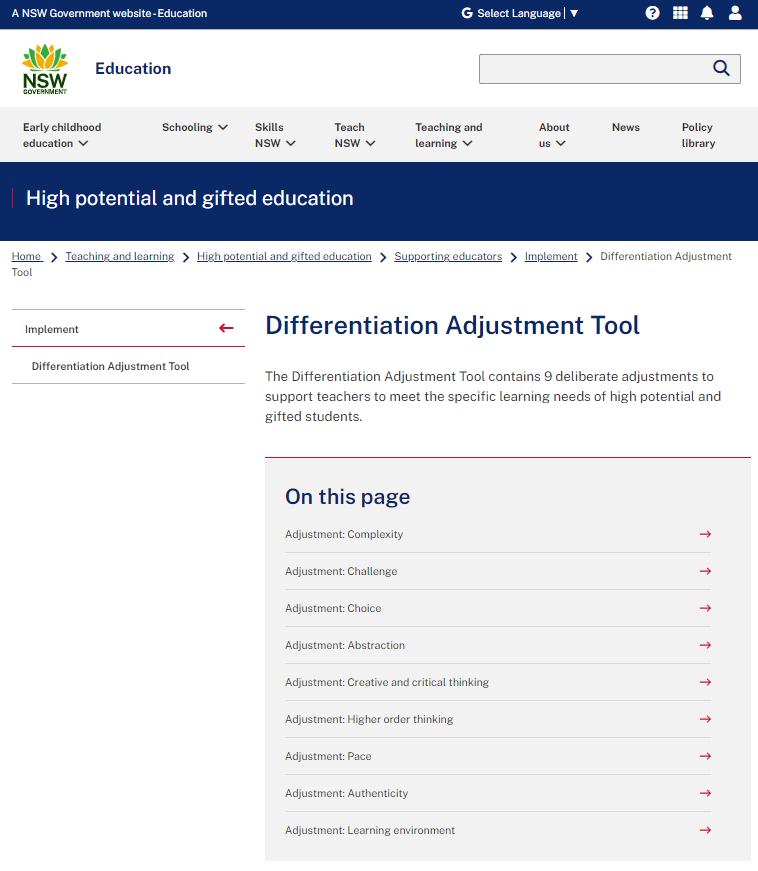 A NSW Government website - Education
Select Language
NSW
GOVERNMENT
Education
Early childhood
education
Schooling
Skills
NSW
Teach
NSW
Teaching and
learning
About
us
News
Policy
library
High potential and gifted education
Home
Teaching and learning
High potential and gifted education
Supporting educators
Implement
Differentiation Adjustment
Tool
Implement
Differentiation Adjustment Tool
Differentiation Adjustment Tool
The Differentiation Adjustment Tool contains 9 deliberate adjustments to
support teachers to meet the specific learning needs of high potential and
gifted students.
On this page
Adjustment: Complexity
Adjustment: Challenge
Adjustment: Choice
Adjustment: Abstraction
Adjustment: Creative and critical thinking
Adjustment: Higher order thinking
Adjustment: Pace
Adjustment: Authenticity
Adjustment: Learning environment